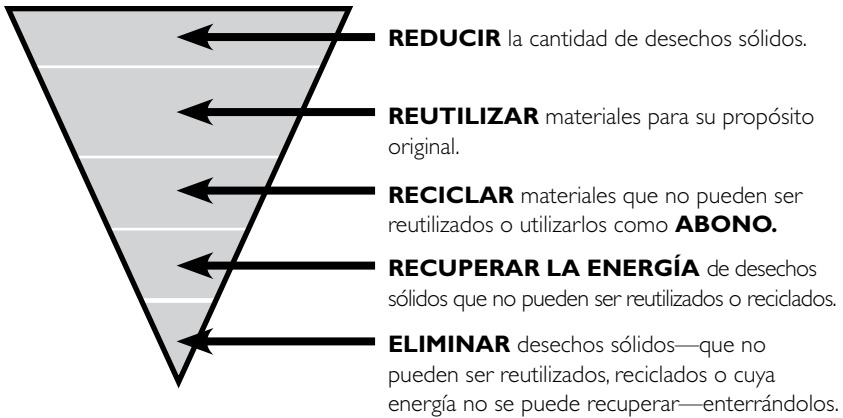 REDUCIR la cantidad de desechos sólidos.
REUTILIZAR materiales para su propósito
original.
RECICLAR materiales que no pueden ser
reutilizados o utilizarlos como ABONO.
RECUPERAR LA ENERGÍA de desechos
sólidos que no pueden ser reutilizados o reciclados.
ELIMINAR desechos sólidos—que no
pueden ser reutilizados, reciclados o cuya
energía no se puede recuperar—enterrándolos.